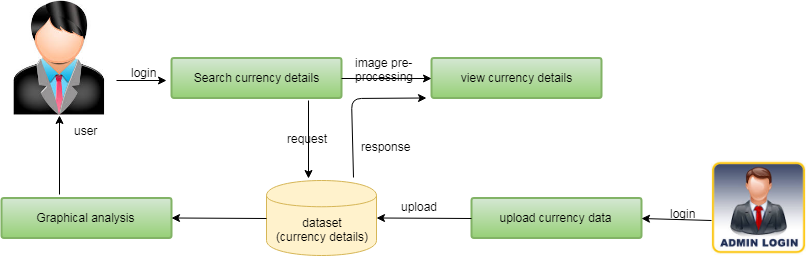 login
Search currency details
image pre-
processing
view currency details
user
request
response
Graphical analysis
dataset
(currency details)
upload
upload currency data
login
ADMIN LOGIN